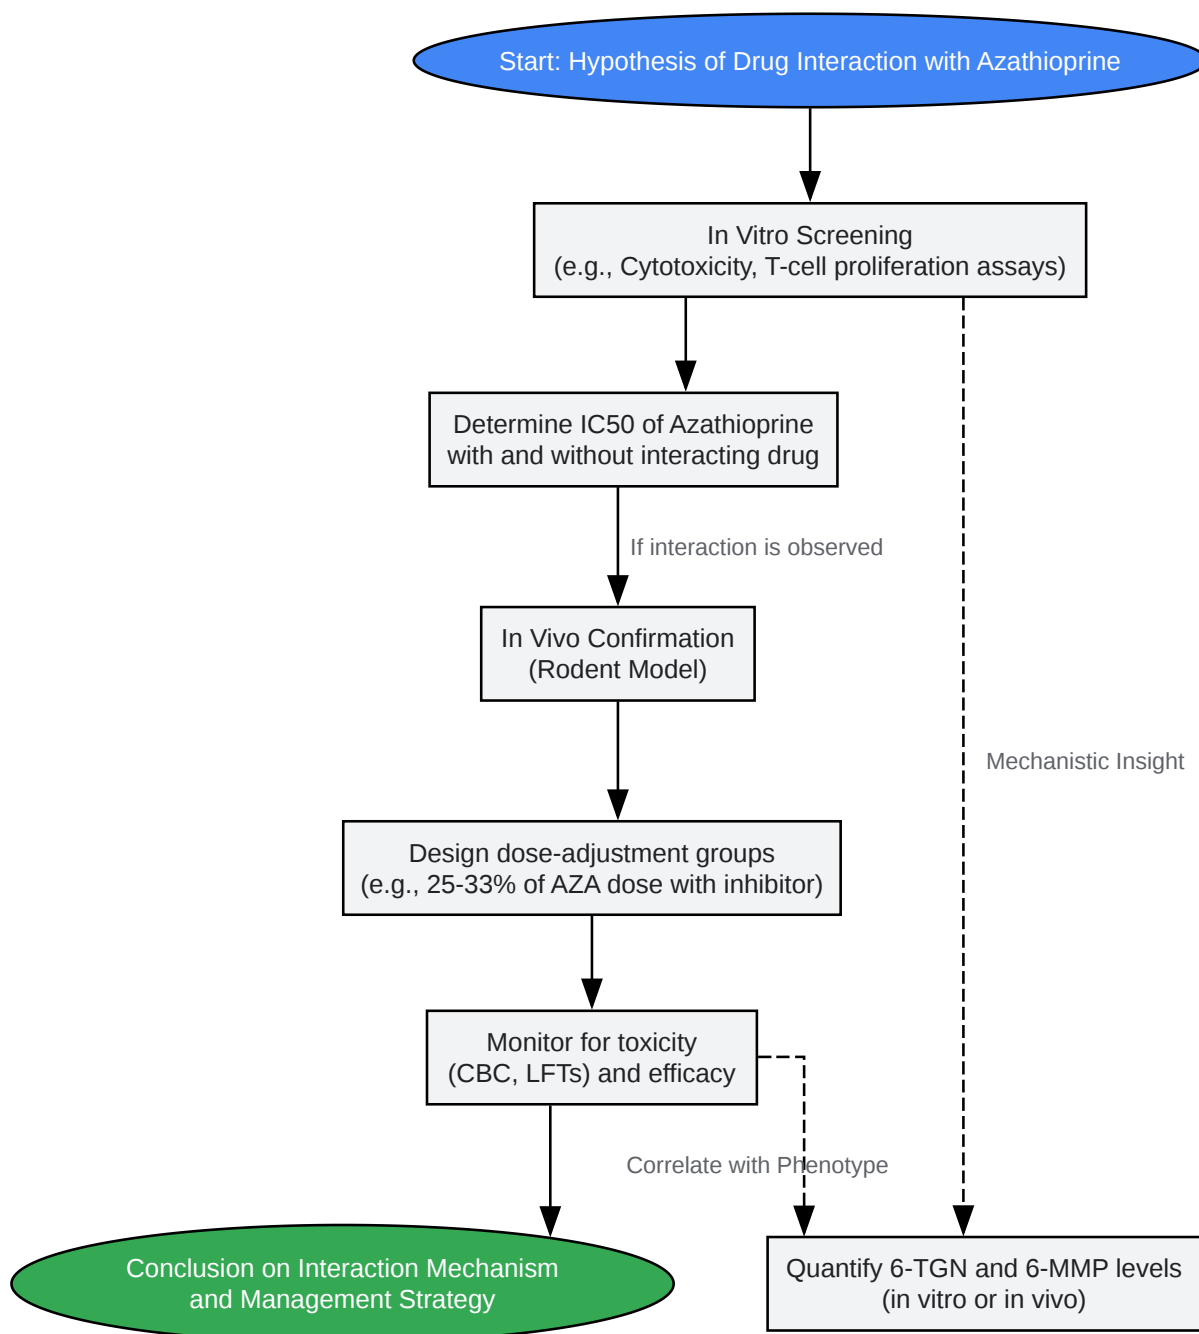 Start: Hypothesis of Drug Interaction with Azathioprine
In Vitro Screening
(e.g., Cytotoxicity, T-cell proliferation assays)
Determine IC50 of Azathioprine
with and without interacting drug
If interaction is observed
In Vivo Confirmation
(Rodent Model)
Mechanistic Insight
Design dose-adjustment groups
(e.g., 25-33% of AZA dose with inhibitor)
Monitor for toxicity
(CBC, LFTs) and efficacy
Correlate with Phenotype
Conclusion on Interaction Mechanism
and Management Strategy
Quantify 6-TGN and 6-MMP levels
(in vitro or in vivo)